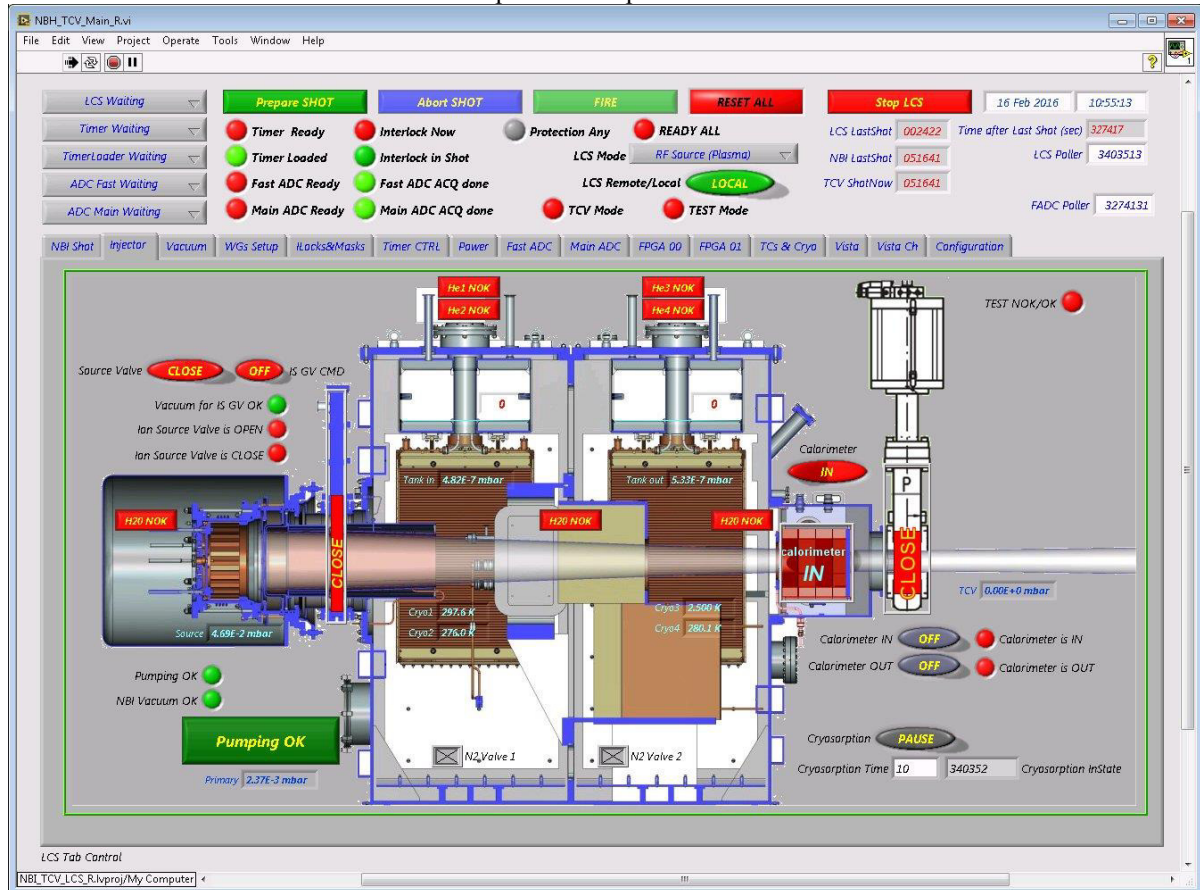 NBH_TCV_Main_R.vi
File Edit View Project Operate Tools Window Help
LCS Waiting Prepare SHOT Abort SHOT FIRE RESET ALL Stop LCS 16 Feb 2016 10:55:13
Timer Waiting Timer Ready Interlock Now Protection Any READY ALL LCS LastShot 002422 Time after Last Shot (sec) 327417
TimerLoader Waiting Timer Loaded Interlock in Shot LCS Mode RF Source (Plasma) NBI LastShot 051641 LCS Poller 3403513
ADC Fast Waiting Fast ADC Ready Fast ADC ACQ done LCS Remote/Local LOCAL TCV ShotNow 051641
ADC Main Waiting Main ADC Ready Main ADC ACQ done TCV Mode TEST Mode FADC Poller 3274131
NBI Shot Injector Vacuum WGs Setup ILocks&Masks Timer CTRL Power Fast ADC Main ADC FPGA 00 FPGA 01 TCs & Cryo Vista Vista Ch Configuration
He1 NOK He3 NOK
He2 NOK He4 NOK
TEST NOK/OK
Source Valve CLOSE OFF IS GV CMD
Vacuum for IS GV OK 0 0
Ion Source Valve is OPEN
Ion Source Valve is CLOSE
Calorimeter
IN
Tank in 4.82E-7 mbar Tank out 5.33E-7 mbar
P
H20 NOK H20 NOK H20 NOK
CLOSE
calorimeter
IN
CLOSE
TCV 0.00E+0 mbar
Cryo1 297.6 K Cryo3 2.500 K
Cryo2 276.0 K Cryo4 280.1 K
Source 4.69E-2 mbar
Calorimeter IN OFF Calorimeter is IN
Calorimeter OUT OFF Calorimeter is OUT
Pumping OK
NBI Vacuum OK
Pumping OK
N2 Valve 1 N2 Valve 2
Cryosorption PAUSE
Primary 2.37E-3 mbar
Cryosorption Time 10 340352 Cryosorption InState
LCS Tab Control
NBI_TCV_LCS_R.lvproj/My Computer